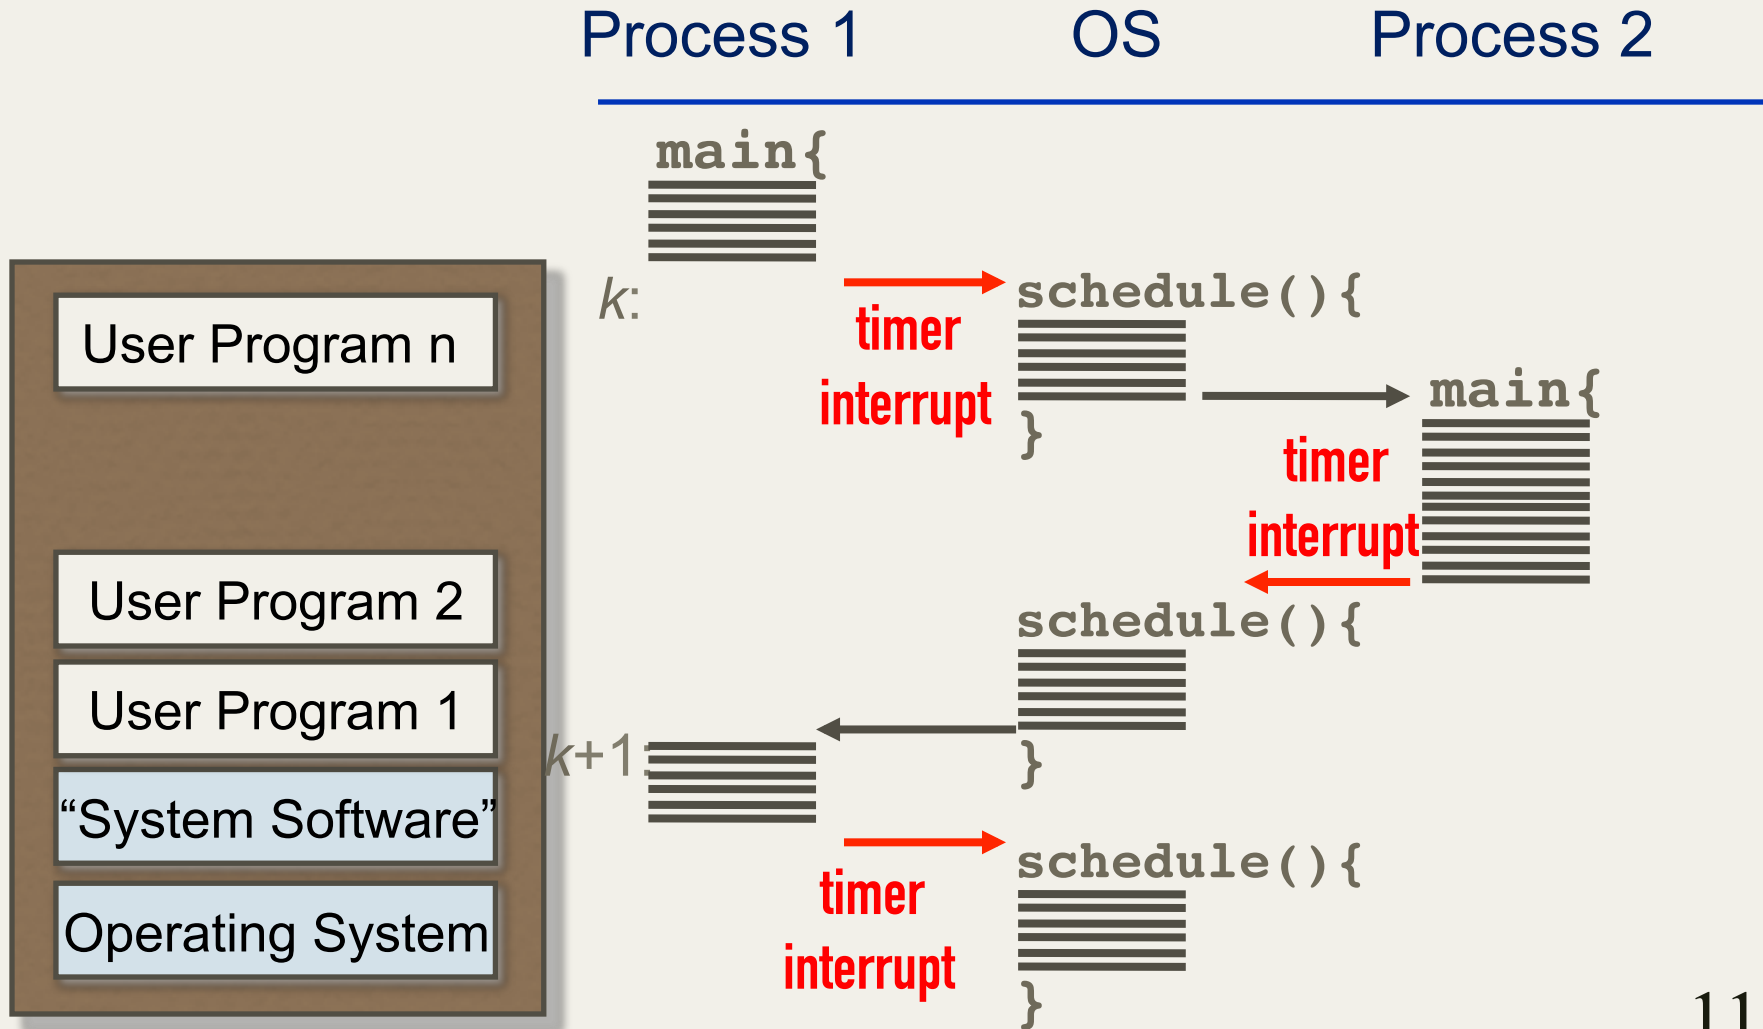 Process 1 OS Process 2
main{
k:
timer
interrupt
schedule(){
}
main{
timer
interrupt
schedule(){
}
k+1:
timer
interrupt
schedule(){
}
User Program n
User Program 2
User Program 1
“System Software”
Operating System
11